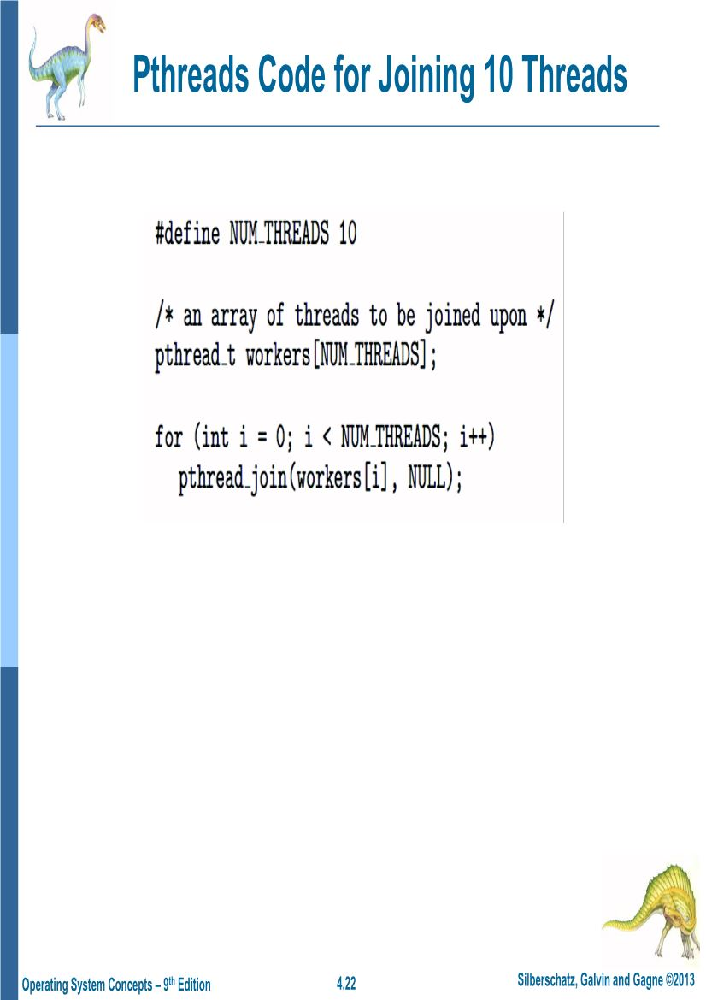 Pthreads Code for Joining 10 Threads
#define NUM_THREADS 10
/* an array of threads to be joined upon */
pthread_t workers[NUM_THREADS];
for (int i = 0; i < NUM_THREADS; i++)
pthread_join(workers[i], NULL);
Operating System Concepts – 9th Edition
4.22
Silberschatz, Galvin and Gagne ©2013